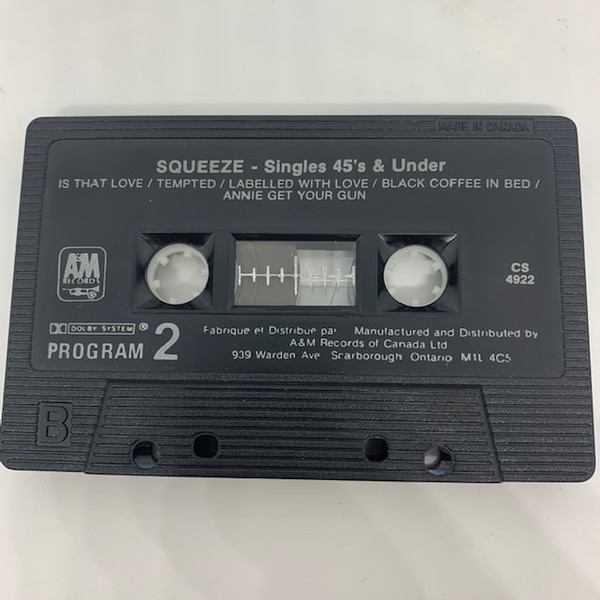 MADE IN CANADA
SQUEEZE - Singles 45's & Under
IS THAT LOVE / TEMPTED / LABELLED WITH LOVE / BLACK COFFEE IN BED /
ANNIE GET YOUR GUN
A&M
RECORDS
CS
4922
DOLBY SYSTEM ®
PROGRAM 2
Fabrique et Distribue par Manufactured and Distributed by
A&M Records of Canada Ltd
939 Warden Ave Scarborough Ontario M1L 4C5
B